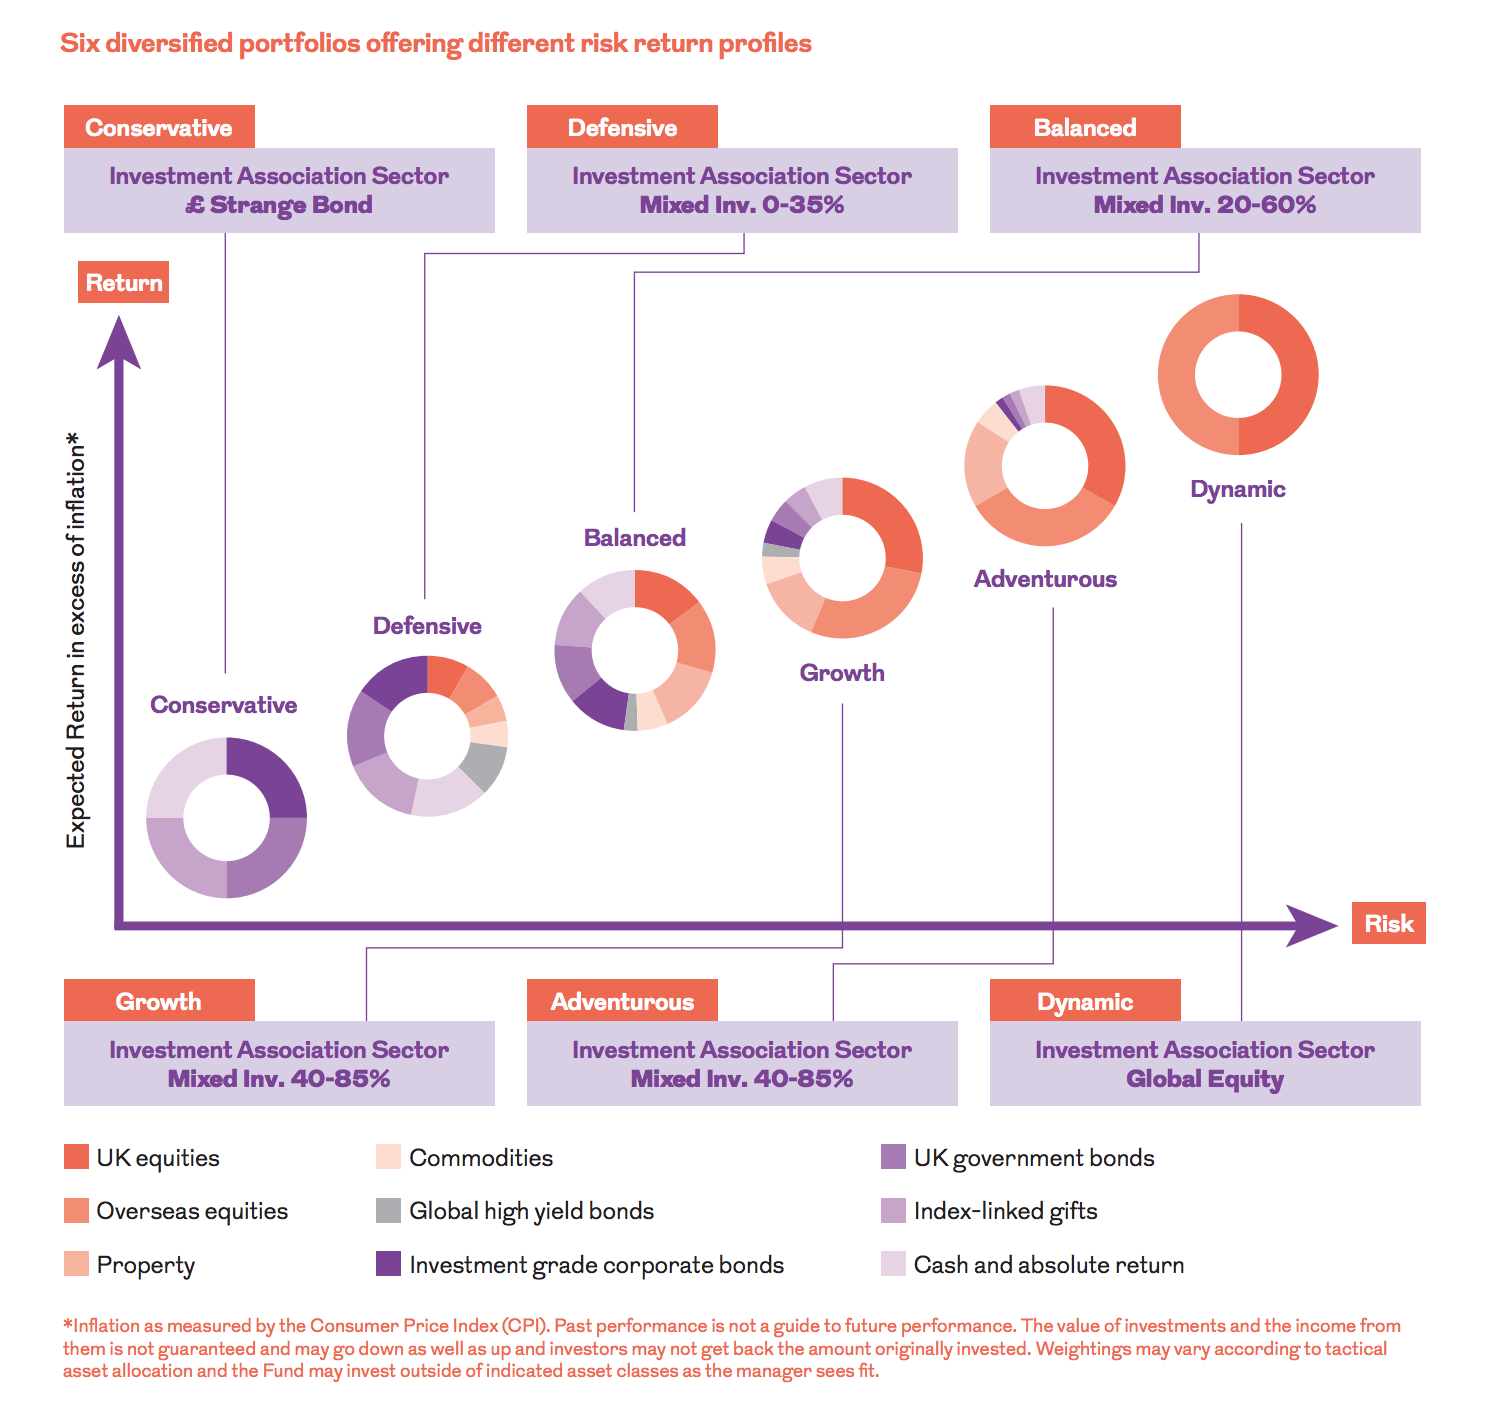 Six diversified portfolios offering different risk return profiles
Conservative
Investment Association Sector
£ Strange Bond
Defensive
Investment Association Sector
Mixed Inv. 0-35%
Balanced
Investment Association Sector
Mixed Inv. 20-60%
Return
Expected Return in excess of inflation*
Dynamic
Adventurous
Balanced
Growth
Defensive
Conservative
Risk
Growth
Investment Association Sector
Mixed Inv. 40-85%
Adventurous
Investment Association Sector
Mixed Inv. 40-85%
Dynamic
Investment Association Sector
Global Equity
UK equities
Overseas equities
Property
Commodities
Global high yield bonds
Investment grade corporate bonds
UK government bonds
Index-linked gifts
Cash and absolute return
*Inflation as measured by the Consumer Price Index (CPI). Past performance is not a guide to future performance. The value of investments and the income from
them is not guaranteed and may go down as well as up and investors may not get back the amount originally invested. Weightings may vary according to tactical
asset allocation and the Fund may invest outside of indicated asset classes as the manager sees fit.